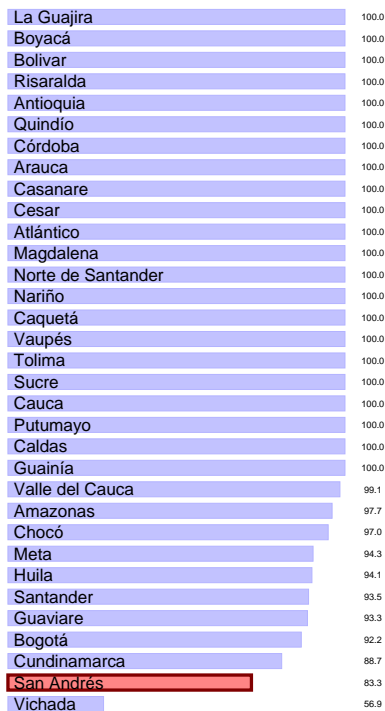 La Guajira 100.0
Boyacá 100.0
Bolivar 100.0
Risaralda 100.0
Antioquia 100.0
Quindío 100.0
Córdoba 100.0
Arauca 100.0
Casanare 100.0
Cesar 100.0
Atlántico 100.0
Magdalena 100.0
Norte de Santander 100.0
Nariño 100.0
Caquetá 100.0
Vaupés 100.0
Tolima 100.0
Sucre 100.0
Cauca 100.0
Putumayo 100.0
Caldas 100.0
Guainía 100.0
Valle del Cauca 99.1
Amazonas 97.7
Chocó 97.0
Meta 94.3
Huila 94.1
Santander 93.5
Guaviare 93.3
Bogotá 92.2
Cundinamarca 88.7
San Andrés 83.3
Vichada 56.9